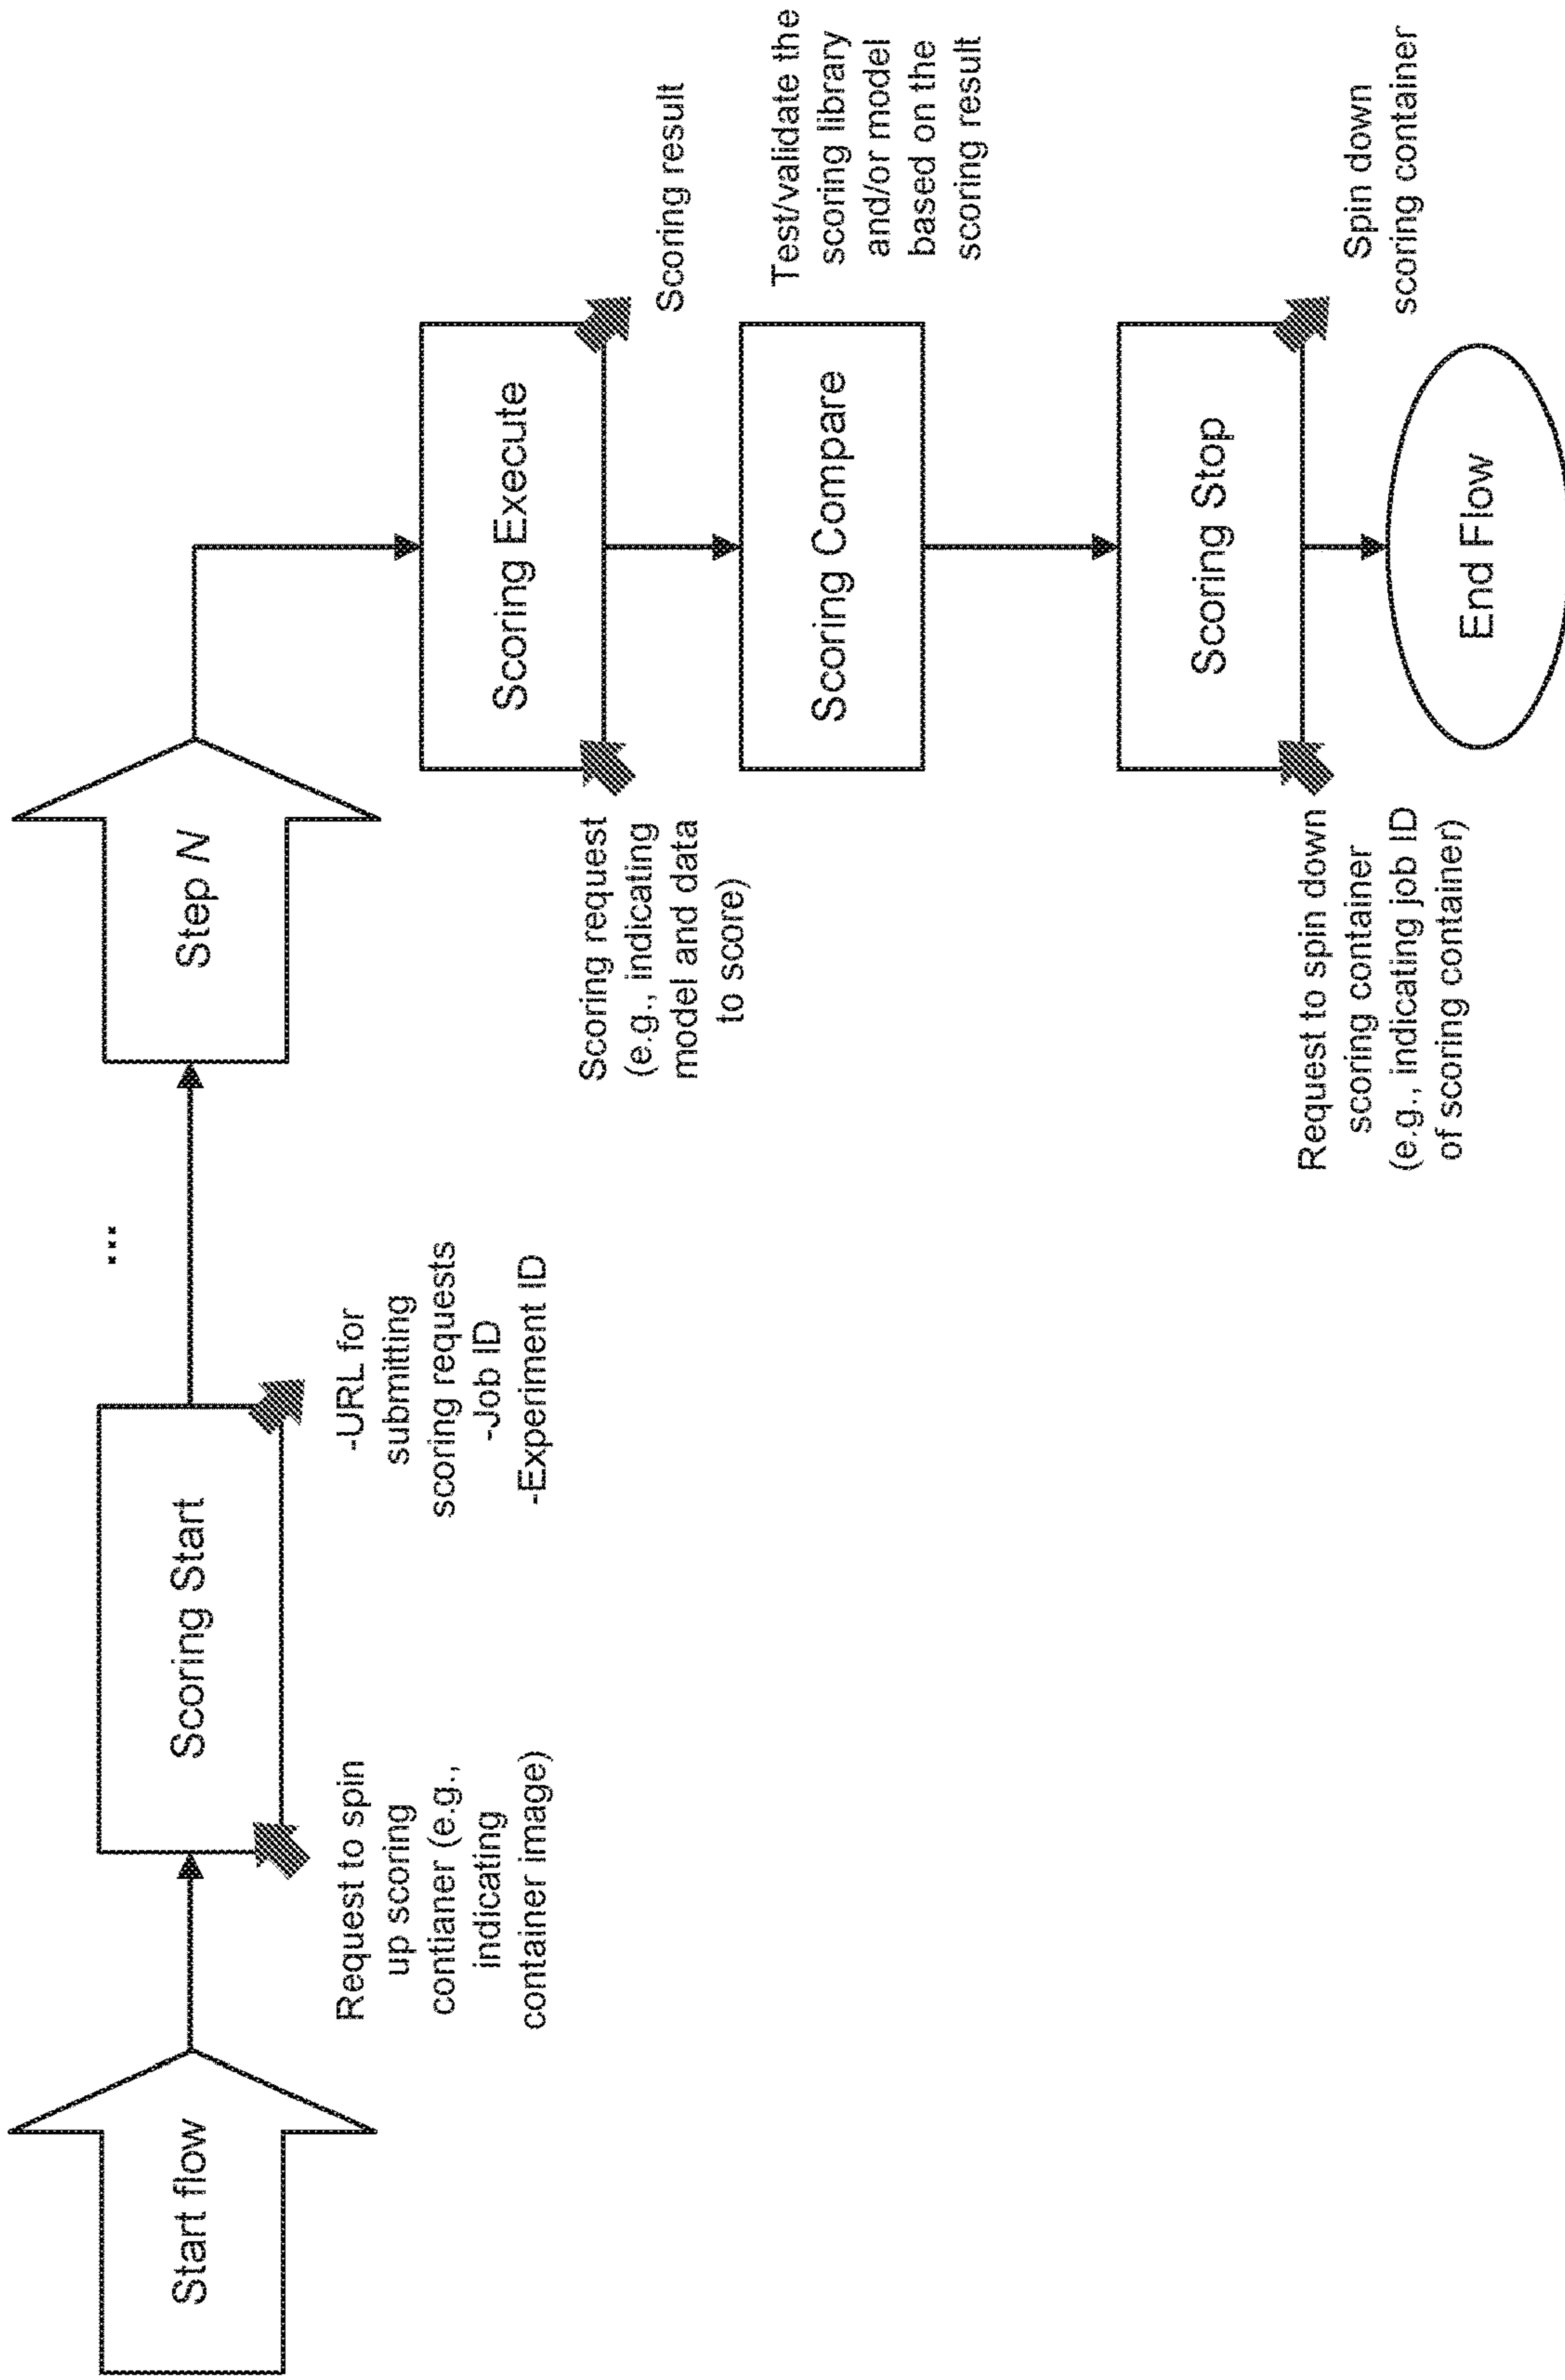 Start flow
Scoring Start
Request to spin
up scoring
contianer (e.g.,
indicating
container image)
-URL for
submitting
scoring requests
-Job ID
-Experiment ID
...
Step N
Scoring Execute
Scoring request
(e.g., indicating
model and data
to score)
Scoring result
Scoring Compare
Test/validate the
scoring library
and/or model
based on the
scoring result
Scoring Stop
Request to spin down
scoring container
(e.g., indicating job ID
of scoring container)
Spin down
scoring container
End Flow